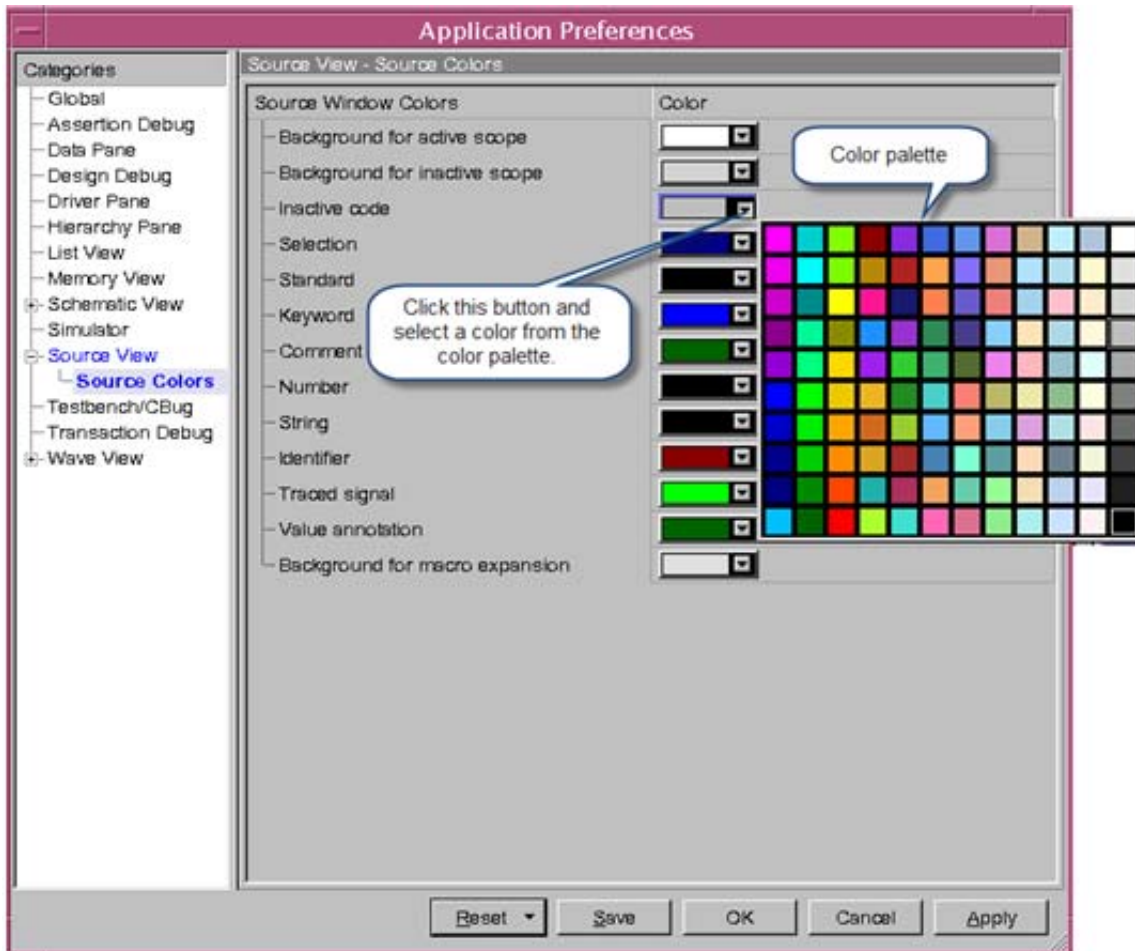 Application Preferences
Categories
Global
Assertion Debug
Data Pane
Design Debug
Driver Pane
Hierarchy Pane
List View
Memory View
Schematic View
Simulator
Source View
Source Colors
Testbench/CBug
Transaction Debug
Wave View
Source View - Source Colors
Source Window Colors Color
Background for active scope
Background for inactive scope
Inactive code
Selection
Standard
Keyword
Comment
Number
String
Identifier
Traced signal
Value annotation
Background for macro expansion
Color palette
Click this button and
select a color from the
color palette.
Reset Save OK Cancel Apply